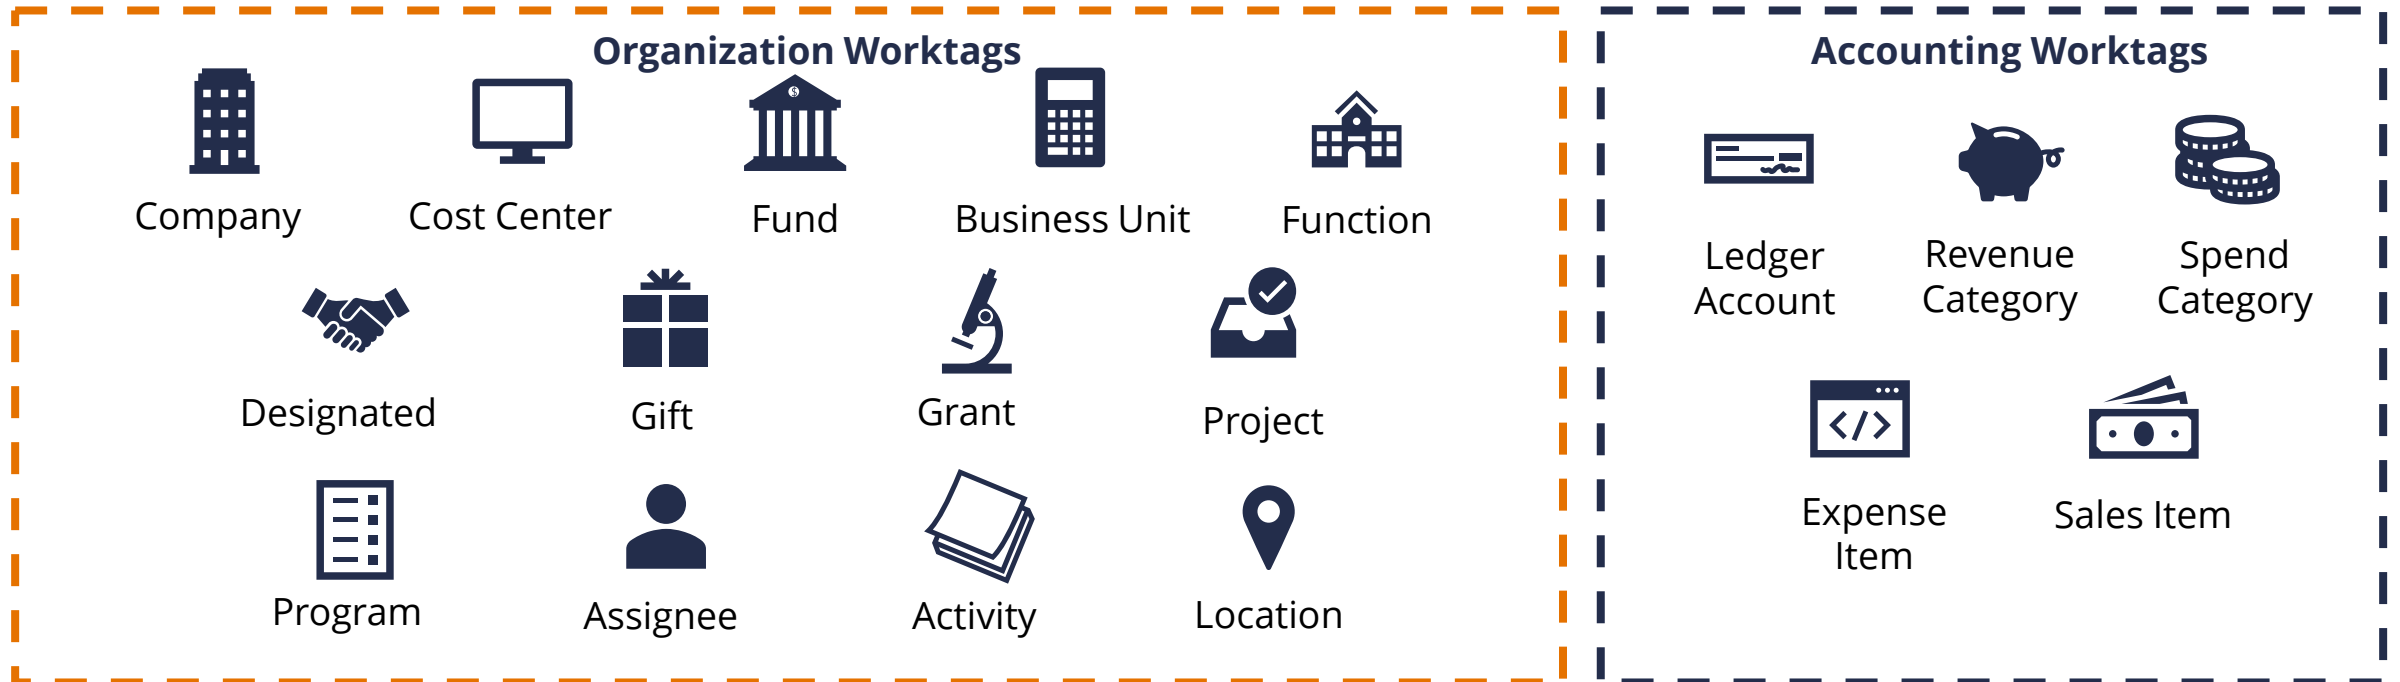 Organization Worktags
Company
Cost Center
$
Fund
Business Unit
Function
Designated
Gift
Grant
Project
Program
Assignee
Activity
Location
Accounting Worktags
Ledger
Account
Revenue
Category
Spend
Category
</>
Expense
Item
Sales Item